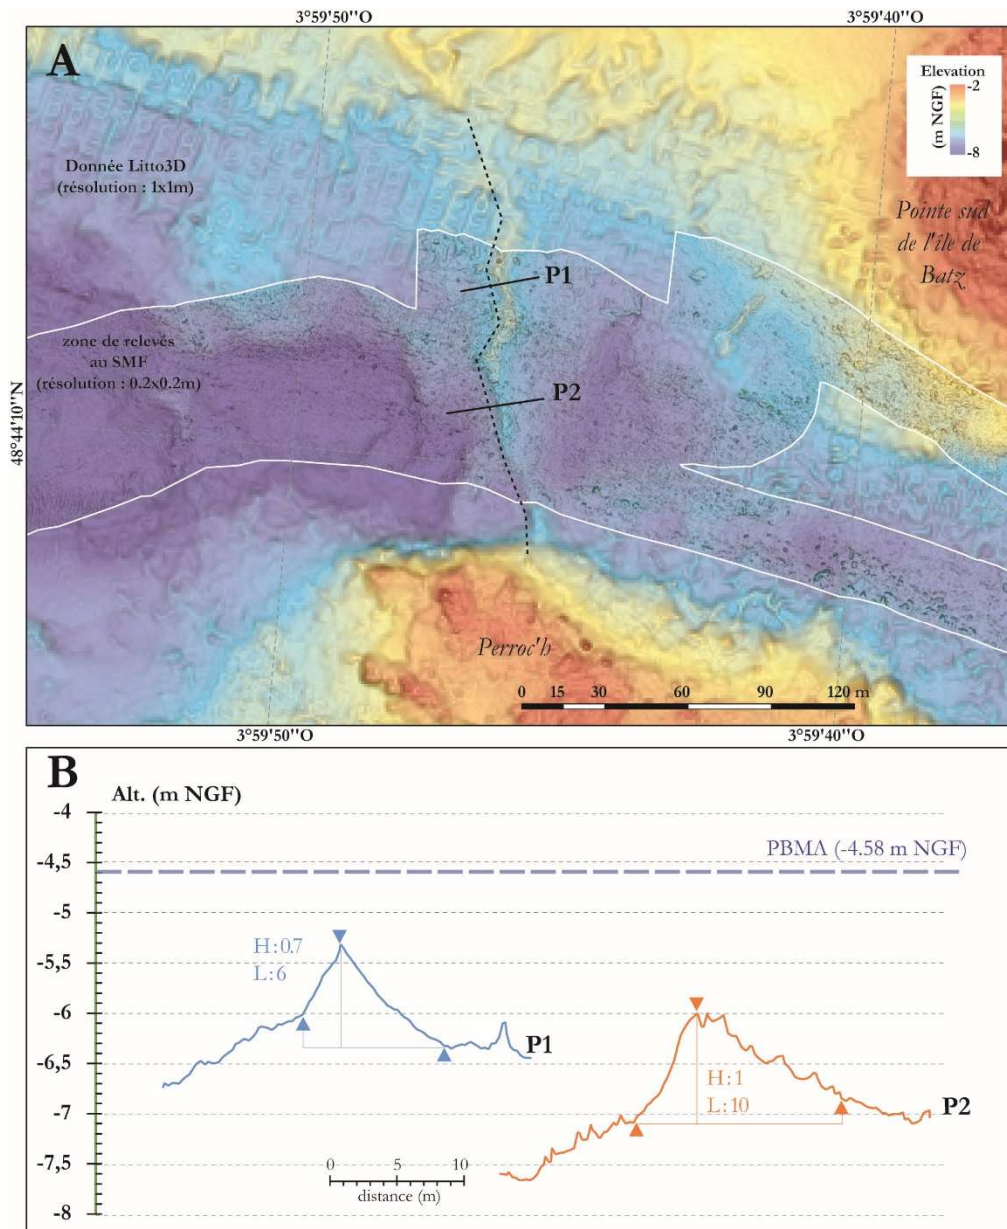 3°59'50''O
3°59'40''O
A
Elevation
(m NGF)
-2
-8
Donnée Litto3D
(résolution : 1x1m)
Pointe sud
de l'île de
Batz
P1
zone de relevés
au SMF
(résolution : 0.2x0.2m)
P2
48°44'10''N
Perroc'h
0 15 30 60 90 120 m
3°59'50''O
3°59'40''O
B
Alt. (m NGF)
-4
-4,5
PBMA (-4.58 m NGF)
-5
H:0.7
L:6
-5,5
-6
P1
-6,5
H:1
L:10
-7
P2
-7,5
0 5 10
distance (m)
-8